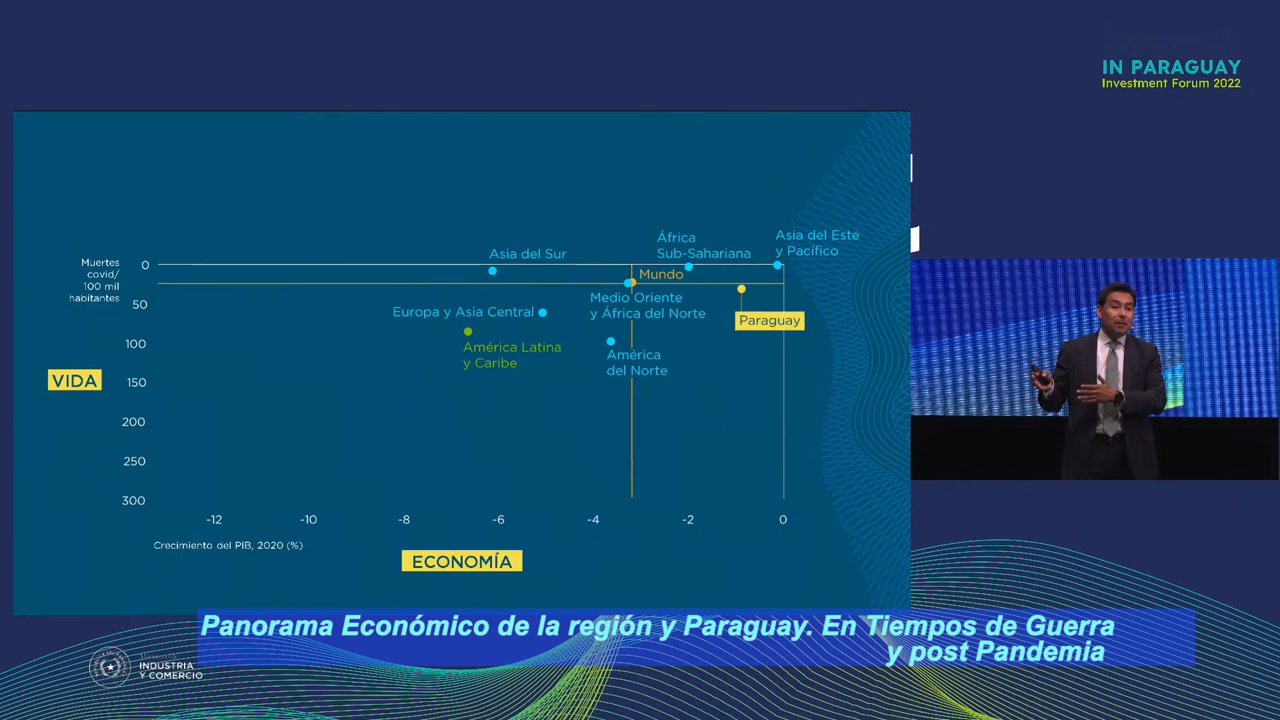 IN PARAGUAY
Investment Forum 2022
Asia del Este
y Pacífico
África
Sub-Sahariana
Asia del Sur
Mundo
Muertes
covid/
100 mil
habitantes
0
50
100
150
200
250
300
Medio Oriente
y África del Norte
Europa y Asia Central
Paraguay
América Latina
y Caribe
América
del Norte
VIDA
-12
-10
-8
-6
-4
-2
0
Crecimiento del PIB, 2020 (%)
ECONOMÍA
Panorama Económico de la región y Paraguay. En Tiempos de Guerra
y post Pandemia
INDUSTRIA
Y COMERCIO